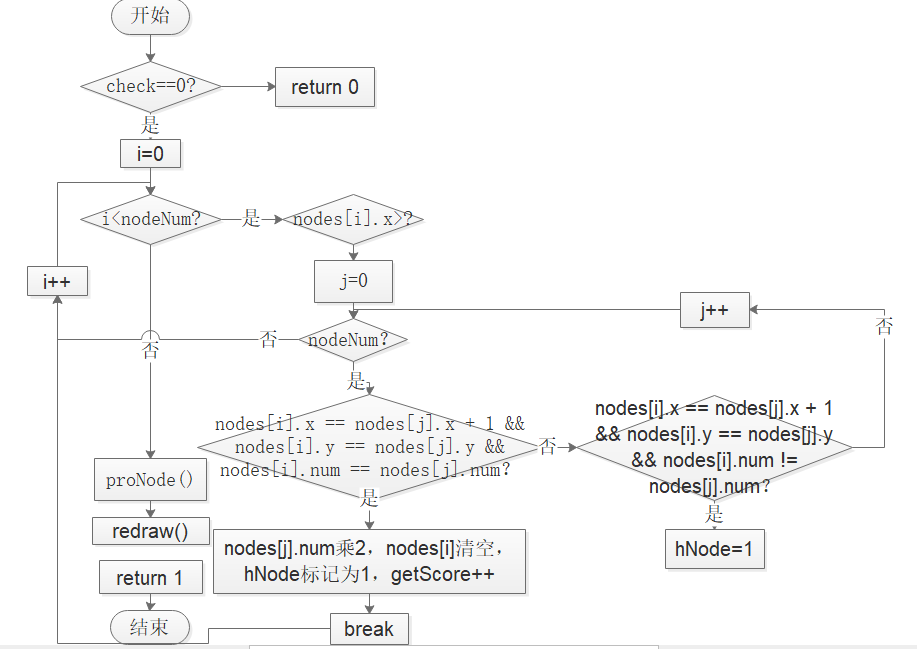 开始
check==0?
return 0
是
i=0
i<nodeNum?
是
nodes[i].x>?
i++
j=0
j++
否
nodeNum?
否
否
是
nodes[i].x == nodes[j].x + 1 &&
nodes[i].y == nodes[j].y &&
nodes[i].num == nodes[j].num?
否
nodes[i].x == nodes[j].x + 1
&& nodes[i].y == nodes[j].y
&& nodes[i].num !=
nodes[j].num?
proNode()
是
是
redraw()
nodes[j].num乘2，nodes[i]清空，
hNode标记为1，getScore++
hNode=1
return 1
结束
break